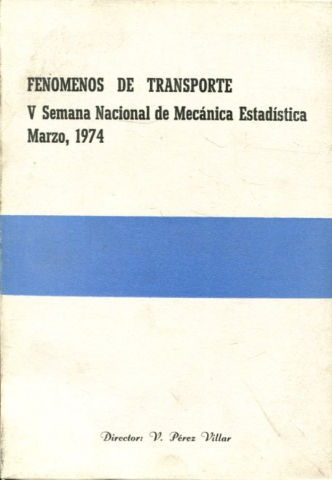 FENOMENOS DE TRANSPORTE
V Semana Nacional de Mecánica Estadística
Marzo, 1974
Director: V. Pérez Villar